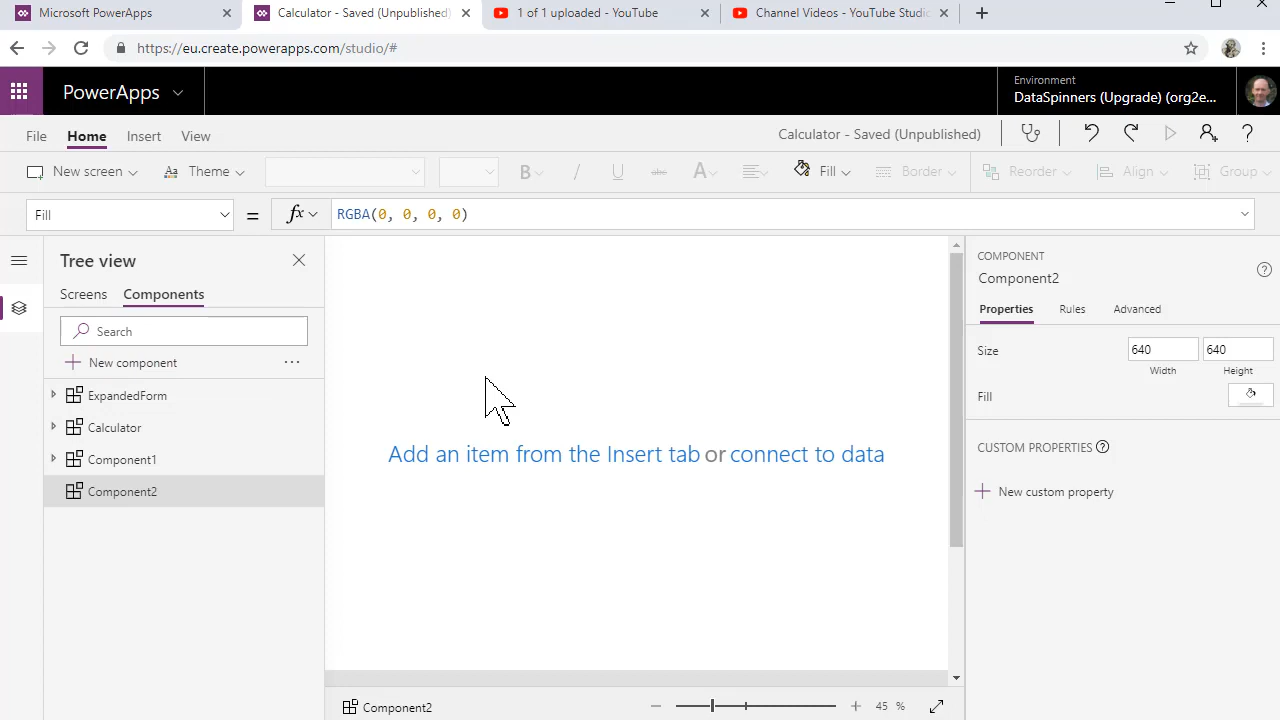 Microsoft PowerApps
Calculator - Saved (Unpublished)
1 of 1 uploaded - YouTube
Channel Videos - YouTube Studio
https://eu.create.powerapps.com/studio/#
PowerApps
Environment
DataSpinners (Upgrade) (org2e...
File
Home
Insert
View
Calculator - Saved (Unpublished)
New screen
Theme
B
/
U
abc
A
Fill
Border
Reorder
Align
Group
Fill
=
fx
RGBA(0, 0, 0, 0)
Tree view
Screens
Components
Search
New component
...
ExpandedForm
Calculator
Component1
Component2
Add an item from the Insert tab or connect to data
COMPONENT
Component2
Properties
Rules
Advanced
Size
640
640
Width
Height
Fill
CUSTOM PROPERTIES
New custom property
Component2
45 %